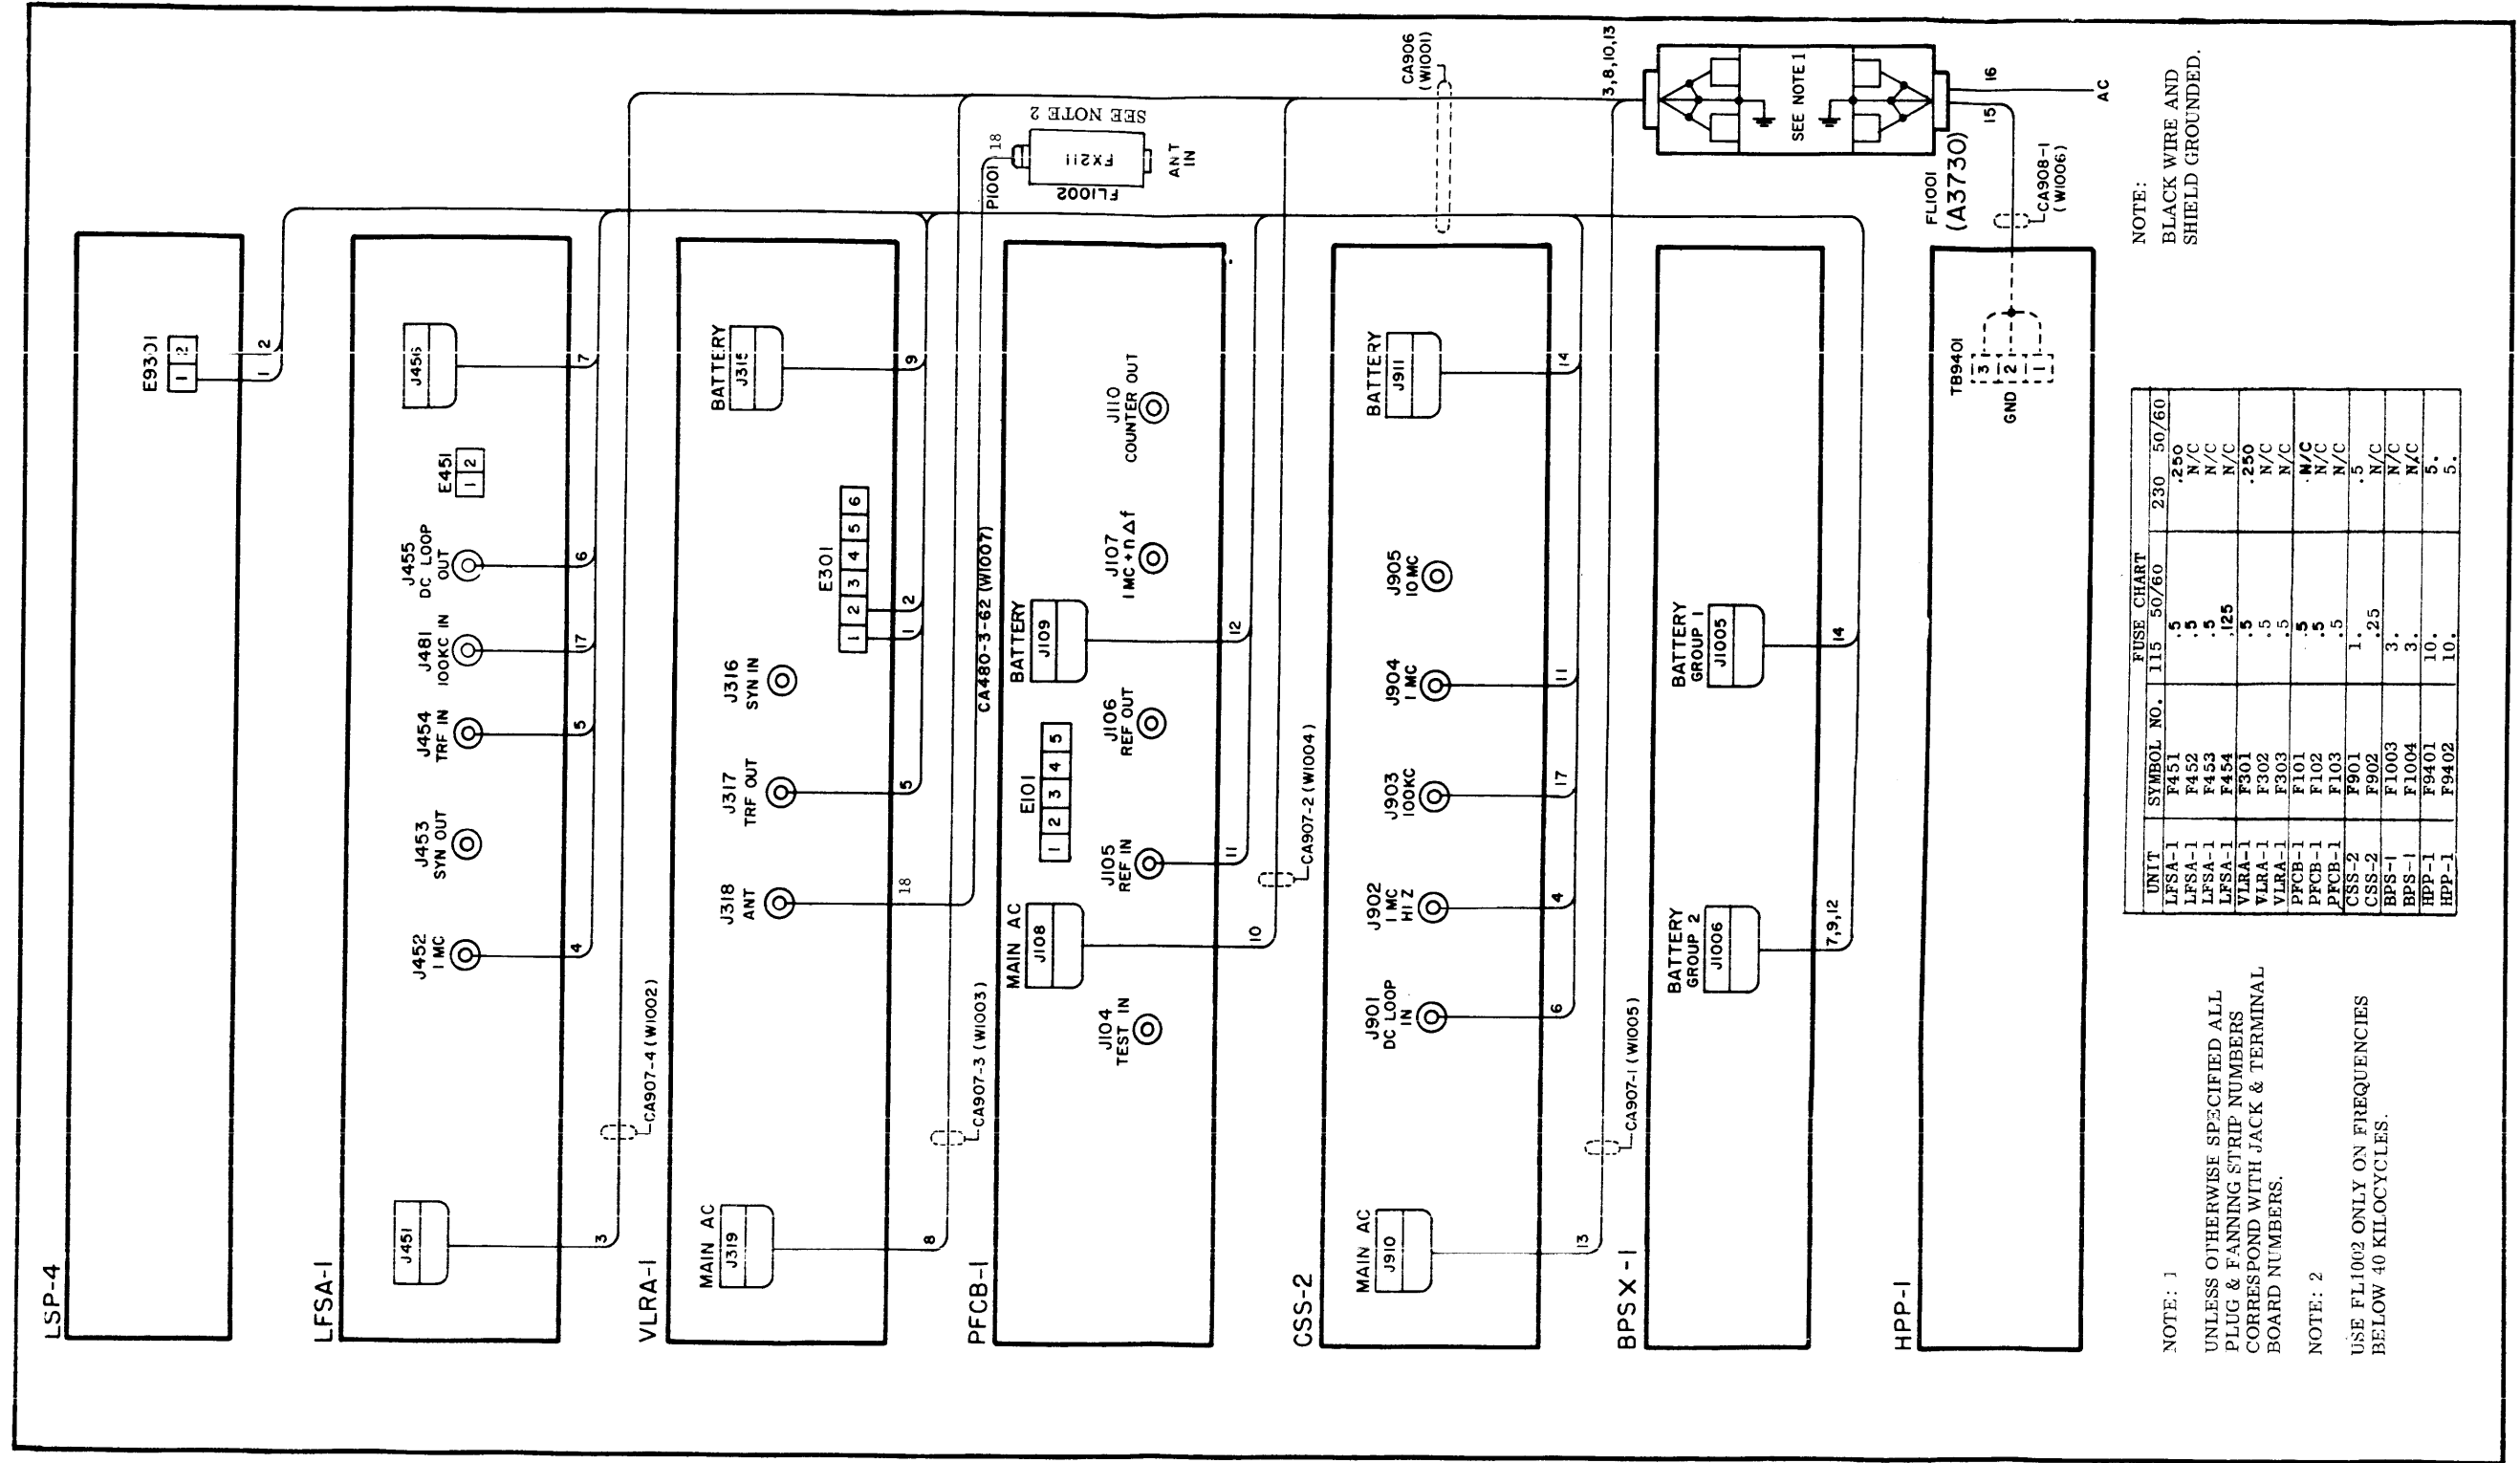 LSP-4
E9301
1 2
1 2
LFSA-1
J451
3
J452
1 MC
4
J453
SYN OUT
J454
TRF IN
5
J481
100KC IN
17
J455
DC LOOP
OUT
6
E451
1 2
J456
7
CA907-4 (W1002)
VLRA-1
MAIN AC
J319
8
J318
ANT
18
J317
TRF OUT
5
J316
SYN IN
E301
1 2 3 4 5 6
1 2
BATTERY
J315
9
CA907-3 (W1003)
CA480-3-62 (W1007)
P1001
18
FL1002
FX211
SEE NOTE 2
ANT
IN
PFCB-1
J104
TEST IN
MAIN AC
J108
10
J105
REF IN
11
E101
1 2 3 4 5
J106
REF OUT
BATTERY
J109
12
J107
1 MC + n Δ f
J110
COUNTER OUT
CA907-2 (W1004)
CA906
(W1001)
CSS-2
MAIN AC
J910
13
J901
DC LOOP
IN
6
J902
1 MC
HI Z
4
J903
100KC
17
J904
1 MC
11
J905
10 MC
BATTERY
J911
14
CA907-1 (W1005)
3,8,10,13
BPSX-1
BATTERY
GROUP 2
J1006
7,9,12
BATTERY
GROUP 1
J1005
14
SEE NOTE 1
FL1001
(A3730)
15 16
AC
CA908-1
(W1006)
HPP-1
TB9401
3
GND 2
1
NOTE:
BLACK WIRE AND
SHIELD GROUNDED.
NOTE: 1
UNLESS OTHERWISE SPECIFIED ALL
PLUG & FANNING STRIP NUMBERS
CORRESPOND WITH JACK & TERMINAL
BOARD NUMBERS.
NOTE: 2
USE FL1002 ONLY ON FREQUENCIES
BELOW 40 KILOCYCLES.
FUSE CHART
UNIT SYMBOL NO. 115 50/60 230 50/60
LFSA-1 F451 .5 .250
LFSA-1 F452 .5 N/C
LFSA-1 F453 .5 N/C
LFSA-1 F454 .125 N/C
VLRA-1 F301 .5 .250
VLRA-1 F302 .5 N/C
VLRA-1 F303 .5 N/C
PFCB-1 F101 .5 N/C
PFCB-1 F102 .5 N/C
PFCB-1 F103 .5 N/C
CSS-2 F901 1. .5
CSS-2 F902 .25 N/C
BPS-1 F1003 3. N/C
BPS-1 F1004 3. N/C
HPP-1 F9401 10. 5.
HPP-1 F9402 10. 5.